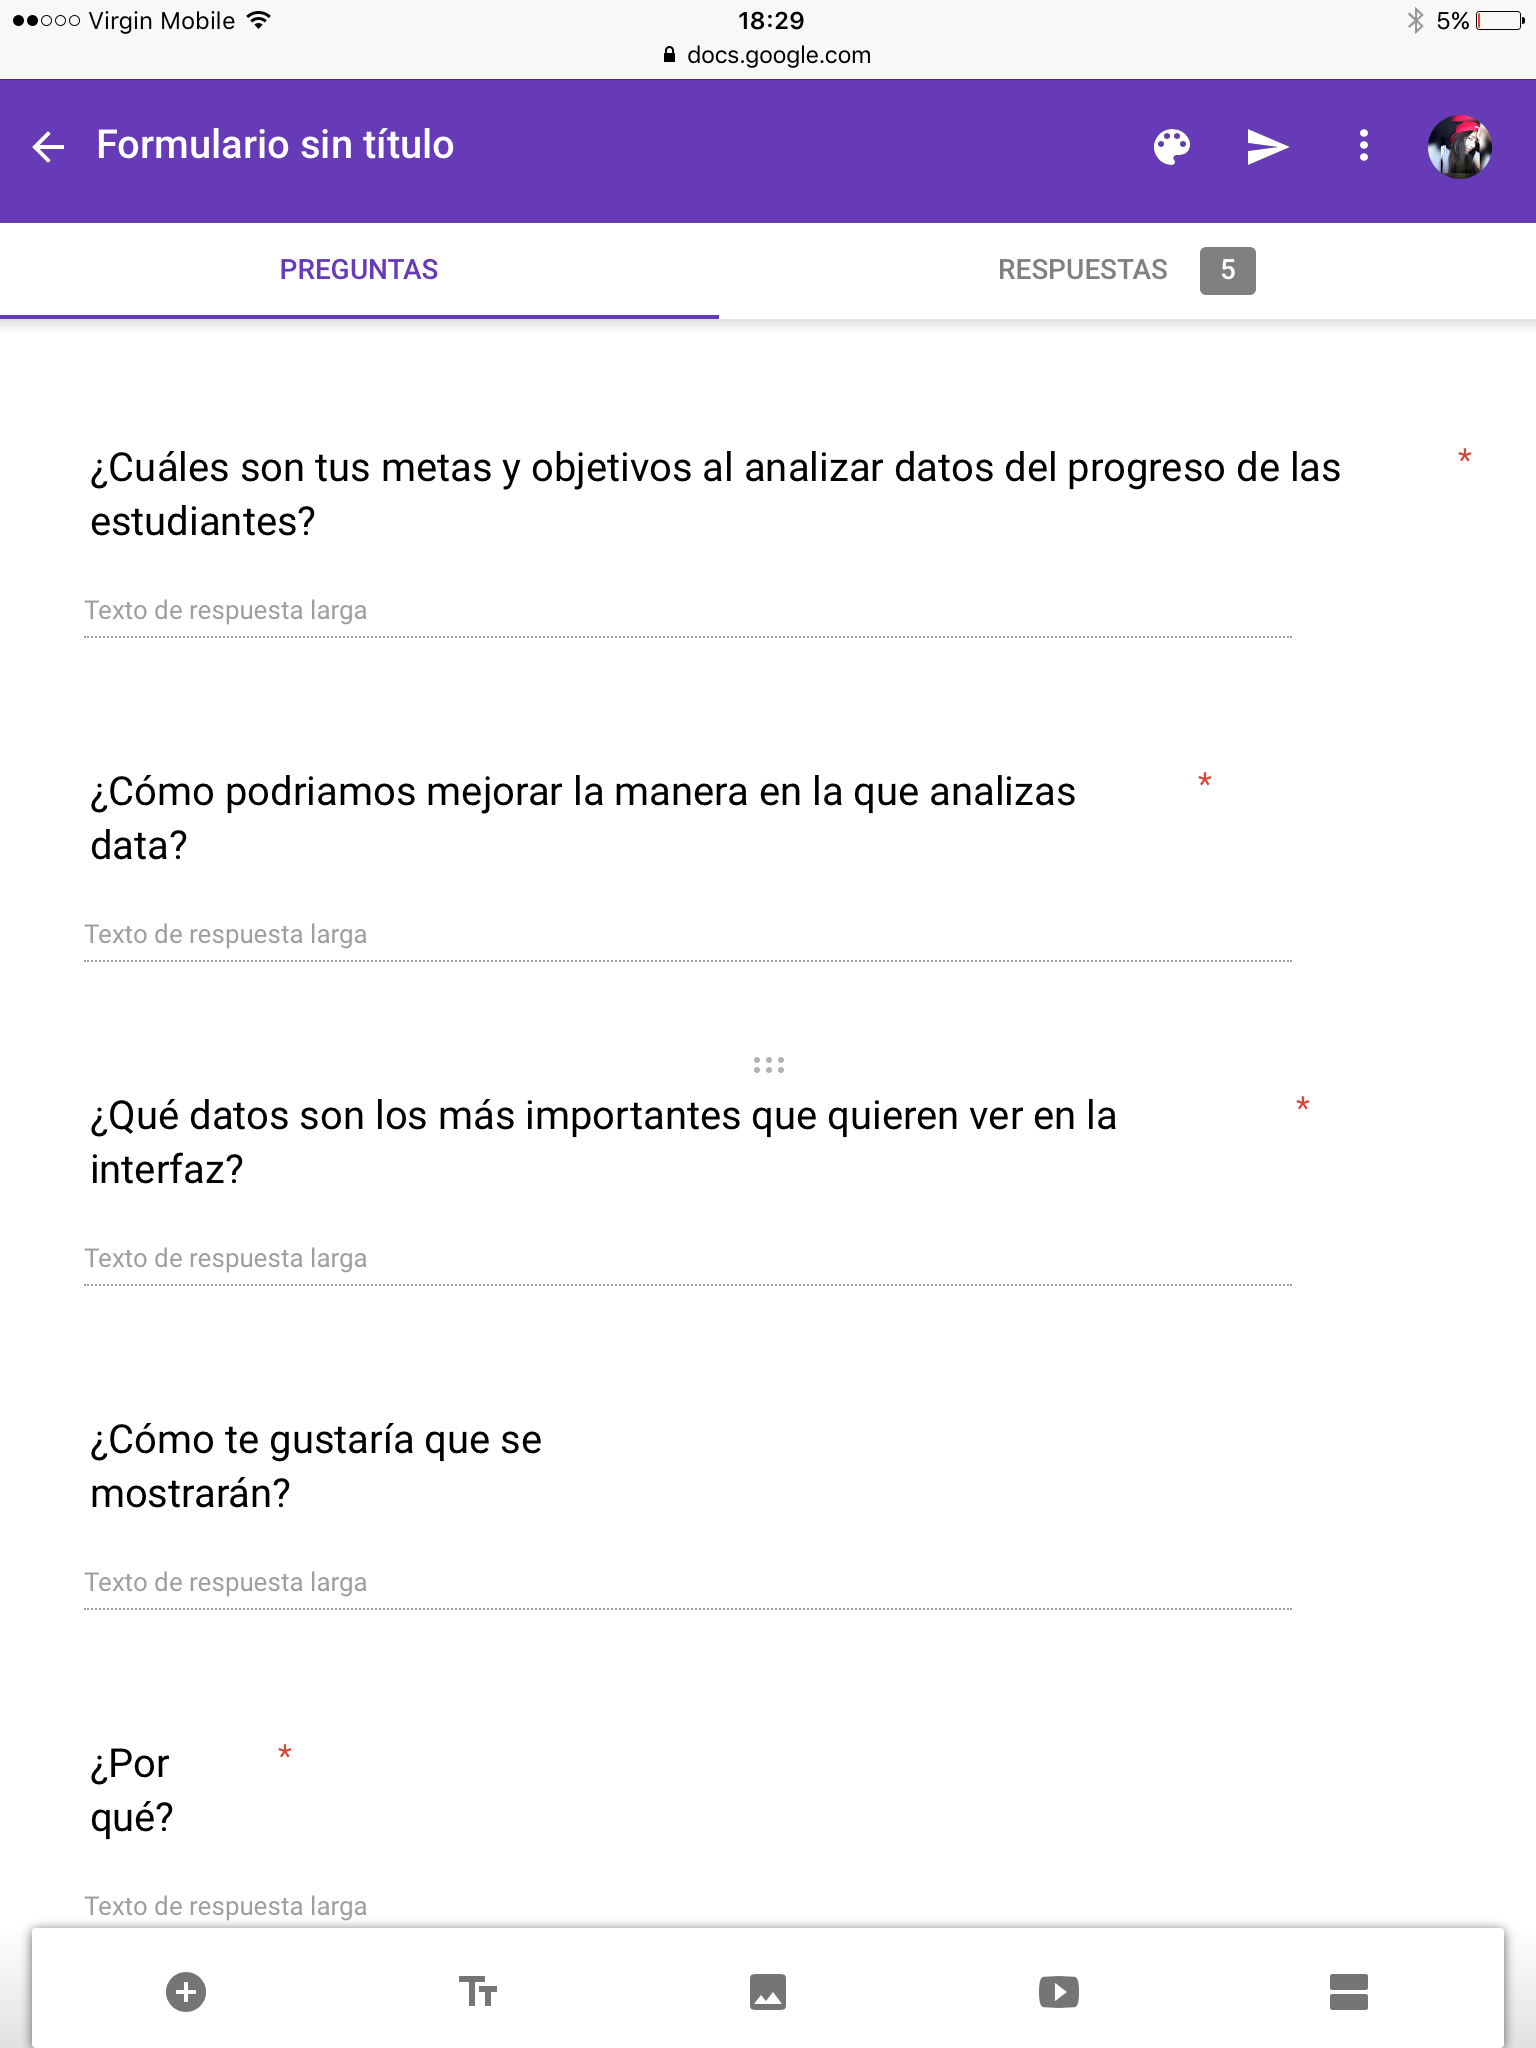 Virgin Mobile 18:29 5%
docs.google.com
Formulario sin título
PREGUNTAS RESPUESTAS 5
¿Cuáles son tus metas y objetivos al analizar datos del progreso de las *
estudiantes?
Texto de respuesta larga
¿Cómo podriamos mejorar la manera en la que analizas *
data?
Texto de respuesta larga
¿Qué datos son los más importantes que quieren ver en la *
interfaz?
Texto de respuesta larga
¿Cómo te gustaría que se
mostrarán?
Texto de respuesta larga
¿Por *
qué?
Texto de respuesta larga